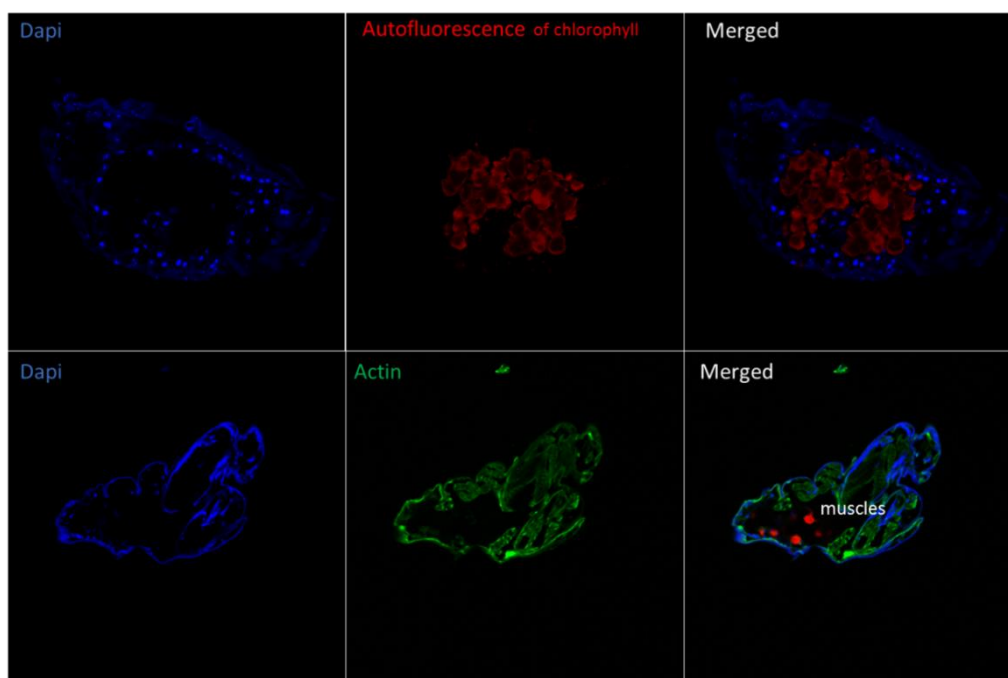 Dapi
Autofluorescence of chlorophyll
Merged
Dapi
Actin
Merged
muscles